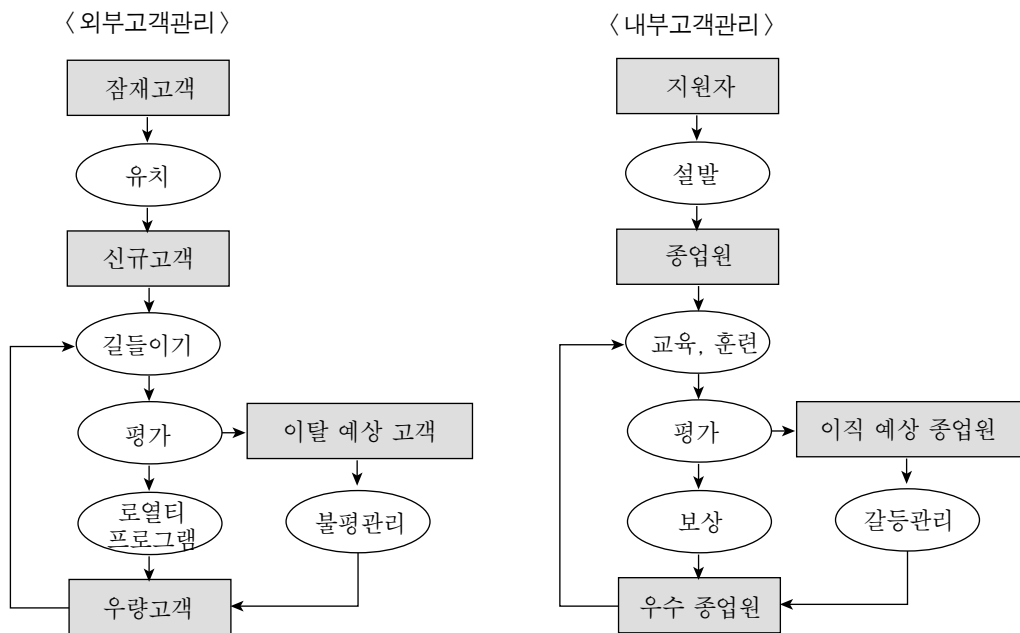 〈 외부고객관리 〉
잠재고객
유치
신규고객
길들이기
평가
이탈 예상 고객
로열티
프로그램
불평관리
우량고객
〈 내부고객관리 〉
지원자
설발
종업원
교육, 훈련
평가
이직 예상 종업원
보상
갈등관리
우수 종업원